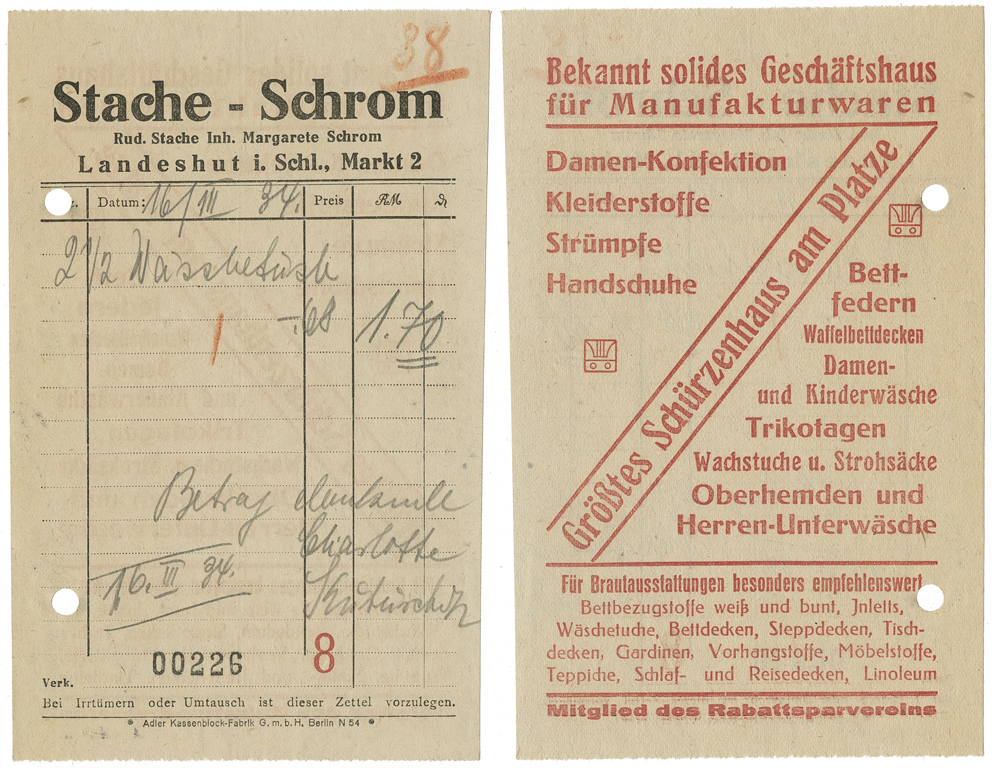 38
Stache - Schrom
Rud. Stache Inh. Margarete Schrom
Landeshut i. Schl., Markt 2
Datum: 16/III 34. Preis RM
2 1/2 Wäschetuch
-.68 1.70
Betrag dankend
Charlotte
16. III 34.
00226 8
Verk.
Bei Irrtümern oder Umtausch ist dieser Zettel vorzulegen.
* Adler Kassenblock-Fabrik G. m. b. H. Berlin N 54 *
Bekannt solides Geschäftshaus
für Manufakturwaren
Damen-Konfektion
Kleiderstoffe
Strümpfe
Handschuhe
Größtes Schürzenhaus am Platze
Bett-
federn
Waffelbettdecken
Damen-
und Kinderwäsche
Trikotagen
Wachstuche u. Strohsäcke
Oberhemden und
Herren-Unterwäsche
Für Brautausstattungen besonders empfehlenswert
Bettbezugstoffe weiß und bunt, Jnletts,
Wäschetuche, Bettdecken, Steppdecken, Tisch-
decken, Gardinen, Vorhangstoffe, Möbelstoffe,
Teppiche, Schlaf- und Reisedecken, Linoleum
Mitglied des Rabattsparvereins